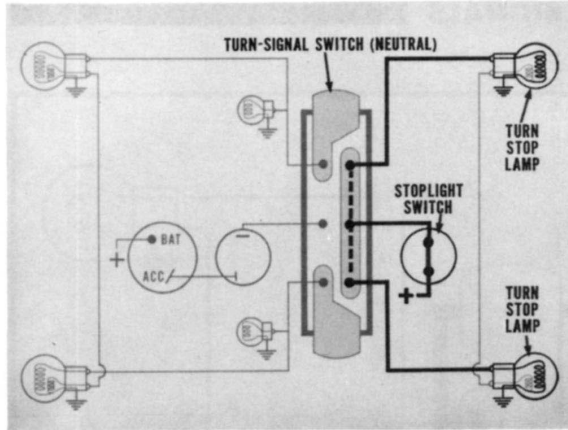 TURN-SIGNAL SWITCH (NEUTRAL)
TURN
STOP
LAMP
STOPLIGHT
SWITCH
BAT
+
−
ACC
+
TURN
STOP
LAMP